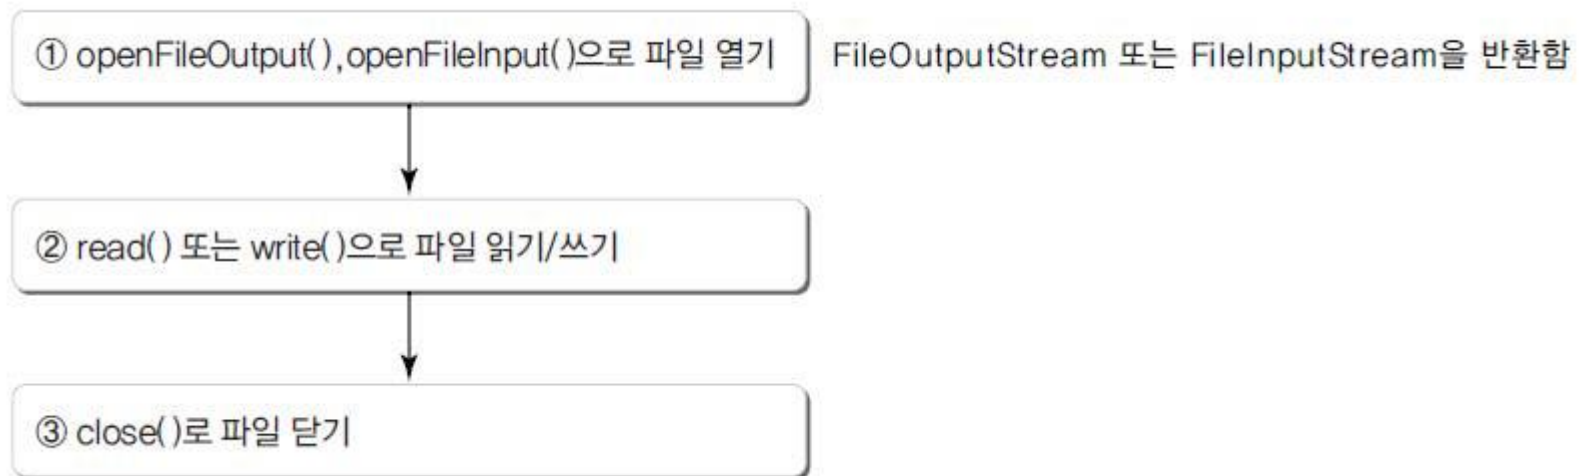 ① openFileOutput( ),openFileInput( )으로 파일 열기 FileOutputStream 또는 FileInputStream을 반환함
② read( ) 또는 write( )으로 파일 읽기/쓰기
③ close( )로 파일 닫기